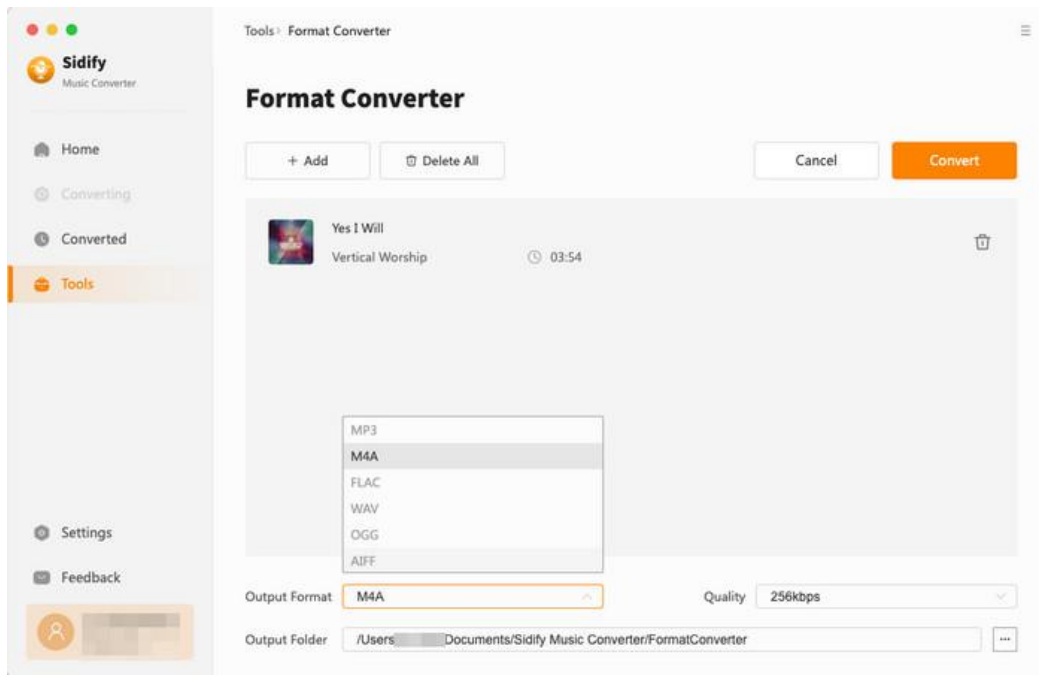 Sidify
Music Converter
Home
Converting
Converted
Tools
Settings
Feedback
Tools› Format Converter
Format Converter
+ Add
Delete All
Cancel
Convert
Yes I Will
Vertical Worship
03:54
MP3
M4A
FLAC
WAV
OGG
AIFF
Output Format
M4A
Quality
256kbps
Output Folder
/Users Documents/Sidify Music Converter/FormatConverter
...